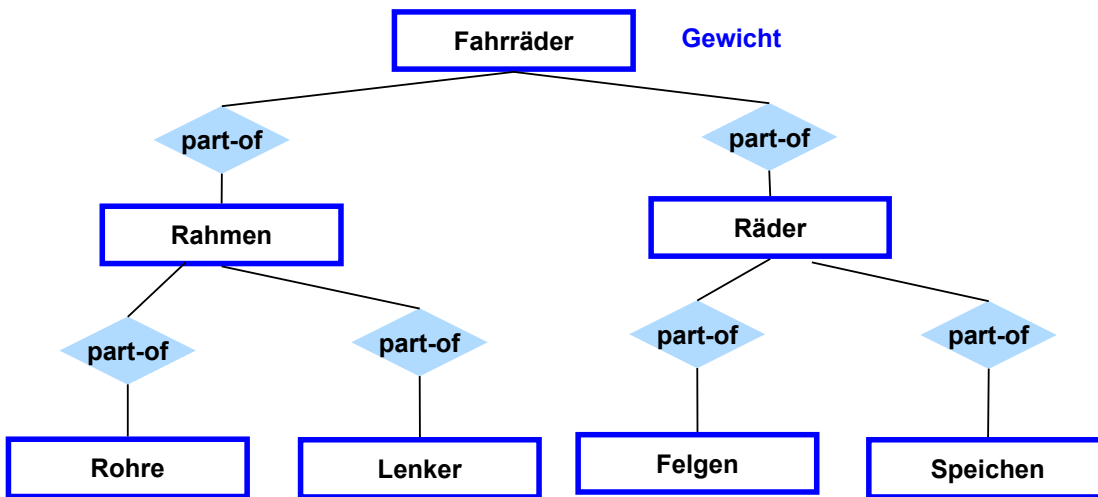 Fahrräder
Gewicht
part-of
part-of
Rahmen
Räder
part-of
part-of
part-of
part-of
Rohre
Lenker
Felgen
Speichen